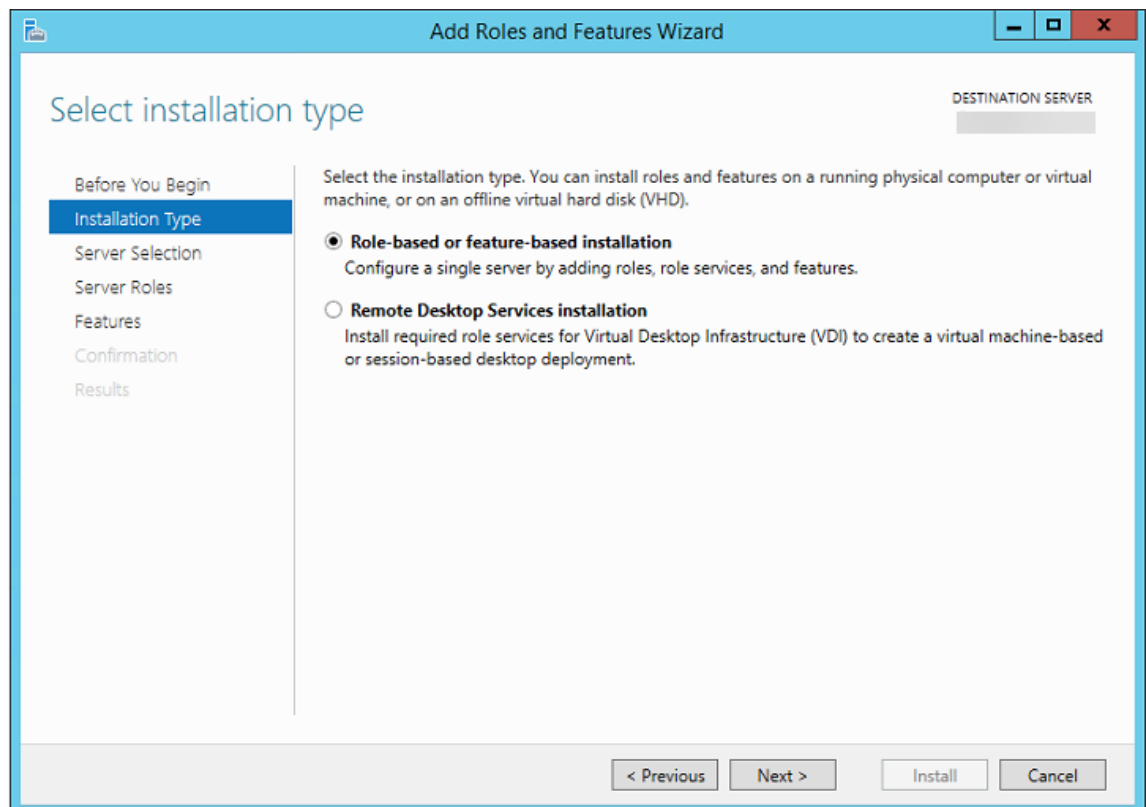 Add Roles and Features Wizard
Select installation type
DESTINATION SERVER
Before You Begin
Installation Type
Server Selection
Server Roles
Features
Confirmation
Results
Select the installation type. You can install roles and features on a running physical computer or virtual
machine, or on an offline virtual hard disk (VHD).
Role-based or feature-based installation
Configure a single server by adding roles, role services, and features.
Remote Desktop Services installation
Install required role services for Virtual Desktop Infrastructure (VDI) to create a virtual machine-based
or session-based desktop deployment.
< Previous
Next >
Install
Cancel